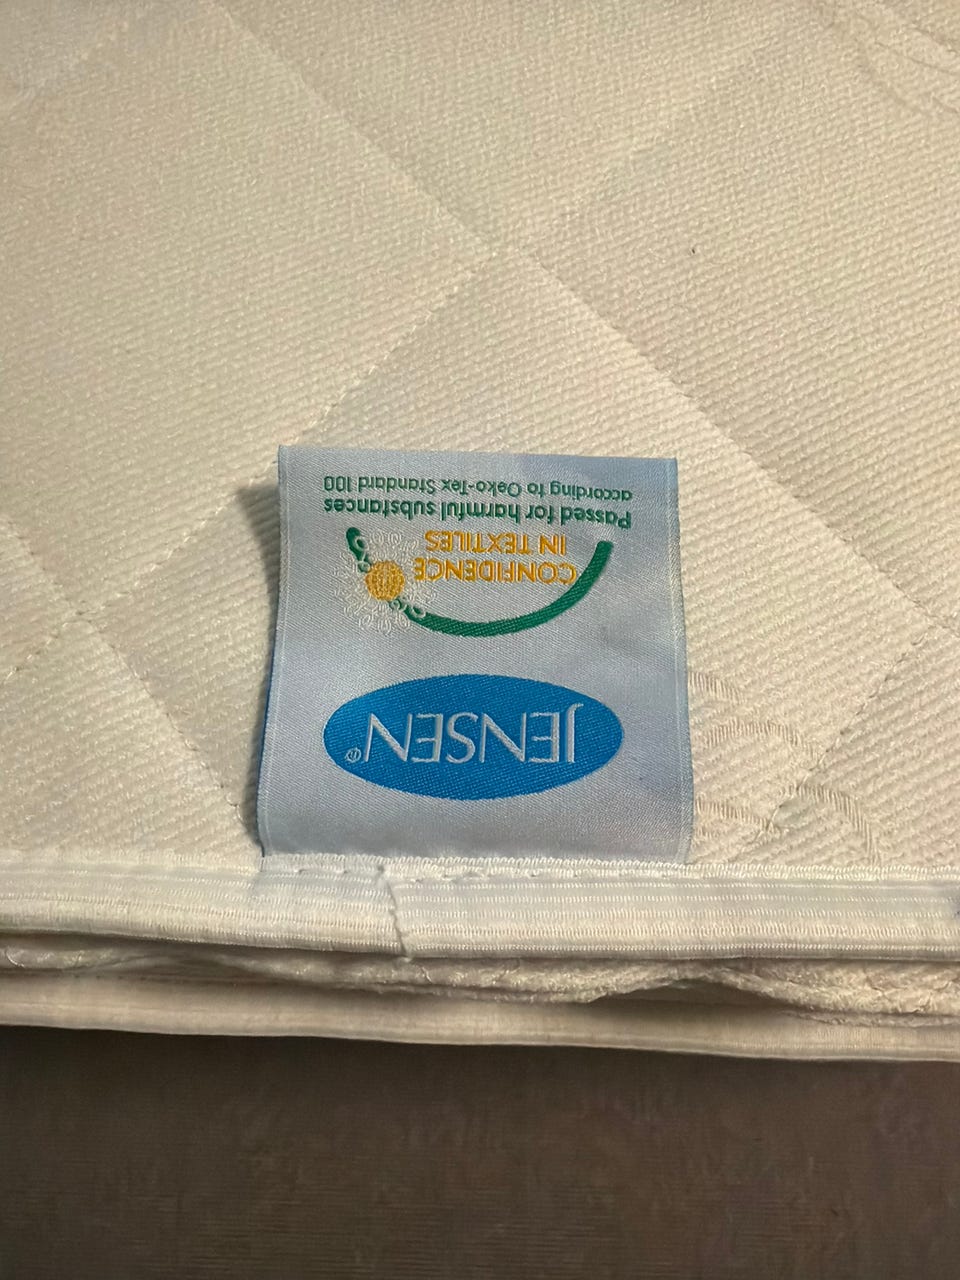 JENSEN®
CONFIDENCE
IN TEXTILES
Passed for harmful substances
according to Oeko-Tex Standard 100